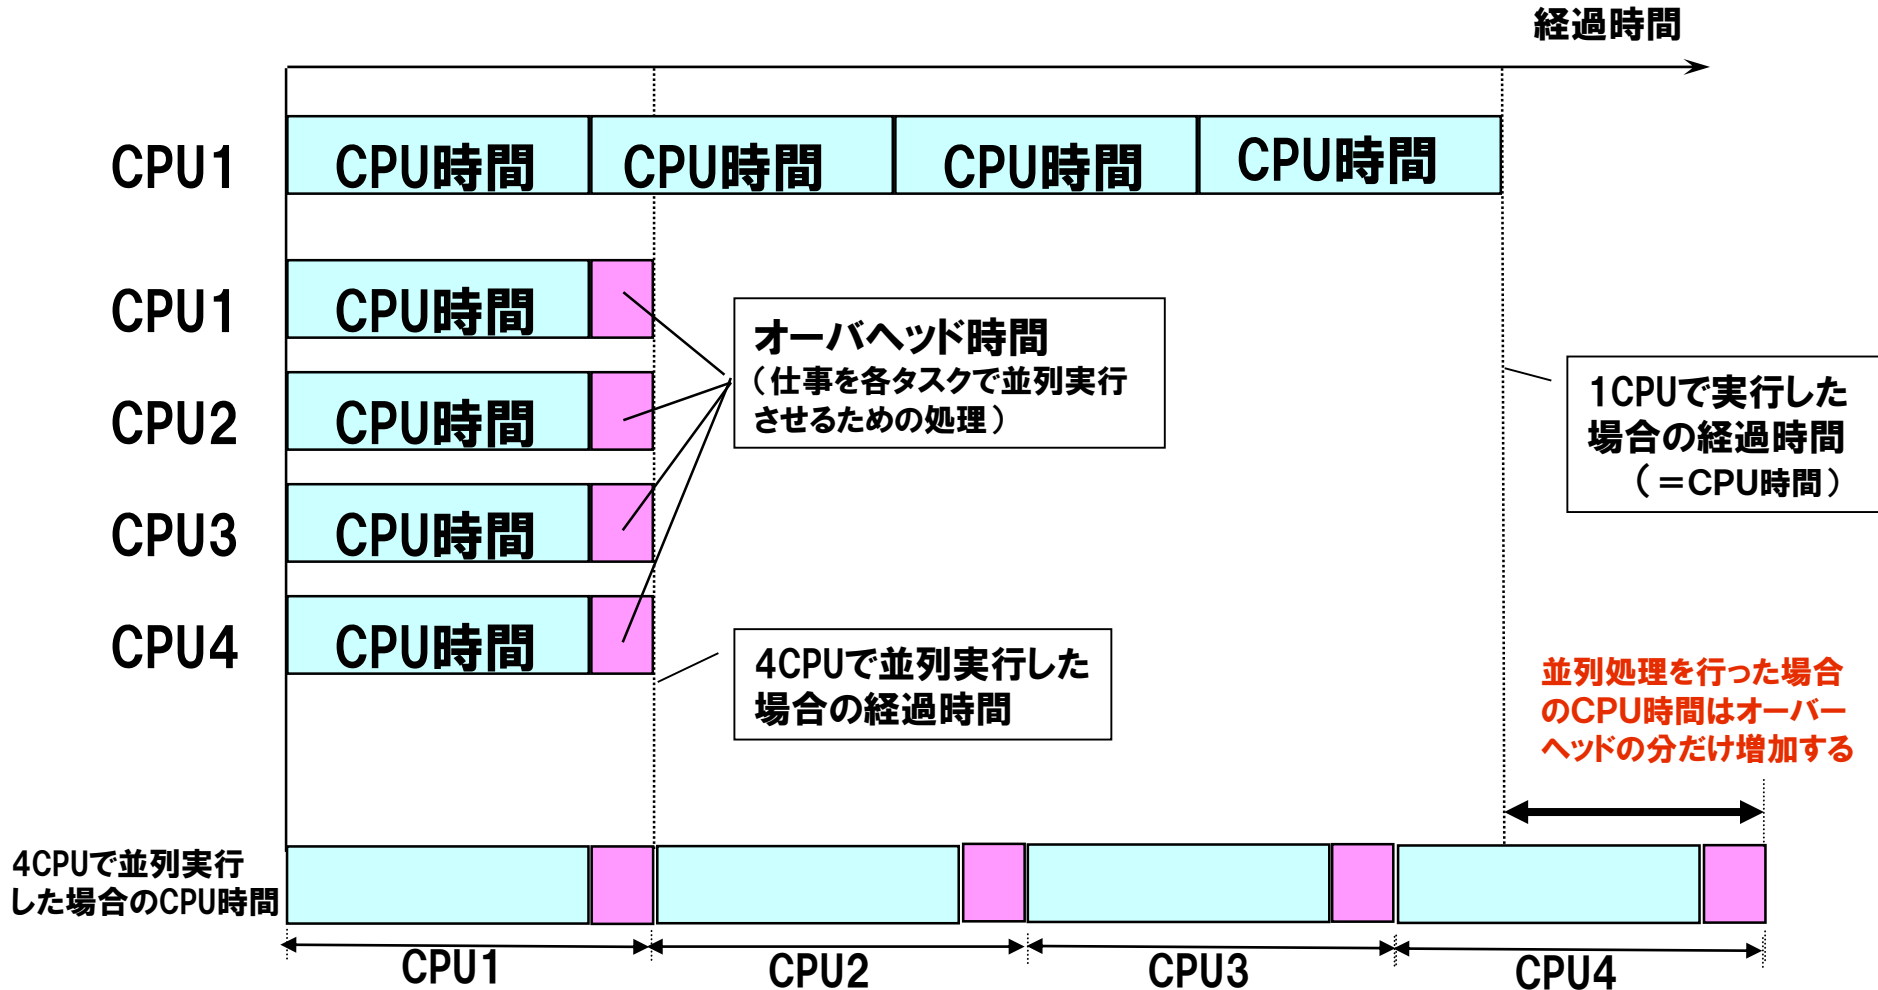 経過時間
CPU1
CPU時間
CPU時間
CPU時間
CPU時間
CPU1
CPU時間
CPU2
CPU時間
CPU3
CPU時間
CPU4
CPU時間
オーバヘッド時間
（仕事を各タスクで並列実行
させるための処理）
1CPUで実行した
場合の経過時間
（＝CPU時間）
4CPUで並列実行した
場合の経過時間
並列処理を行った場合
のCPU時間はオーバー
ヘッドの分だけ増加する
4CPUで並列実行
した場合のCPU時間
CPU1
CPU2
CPU3
CPU4